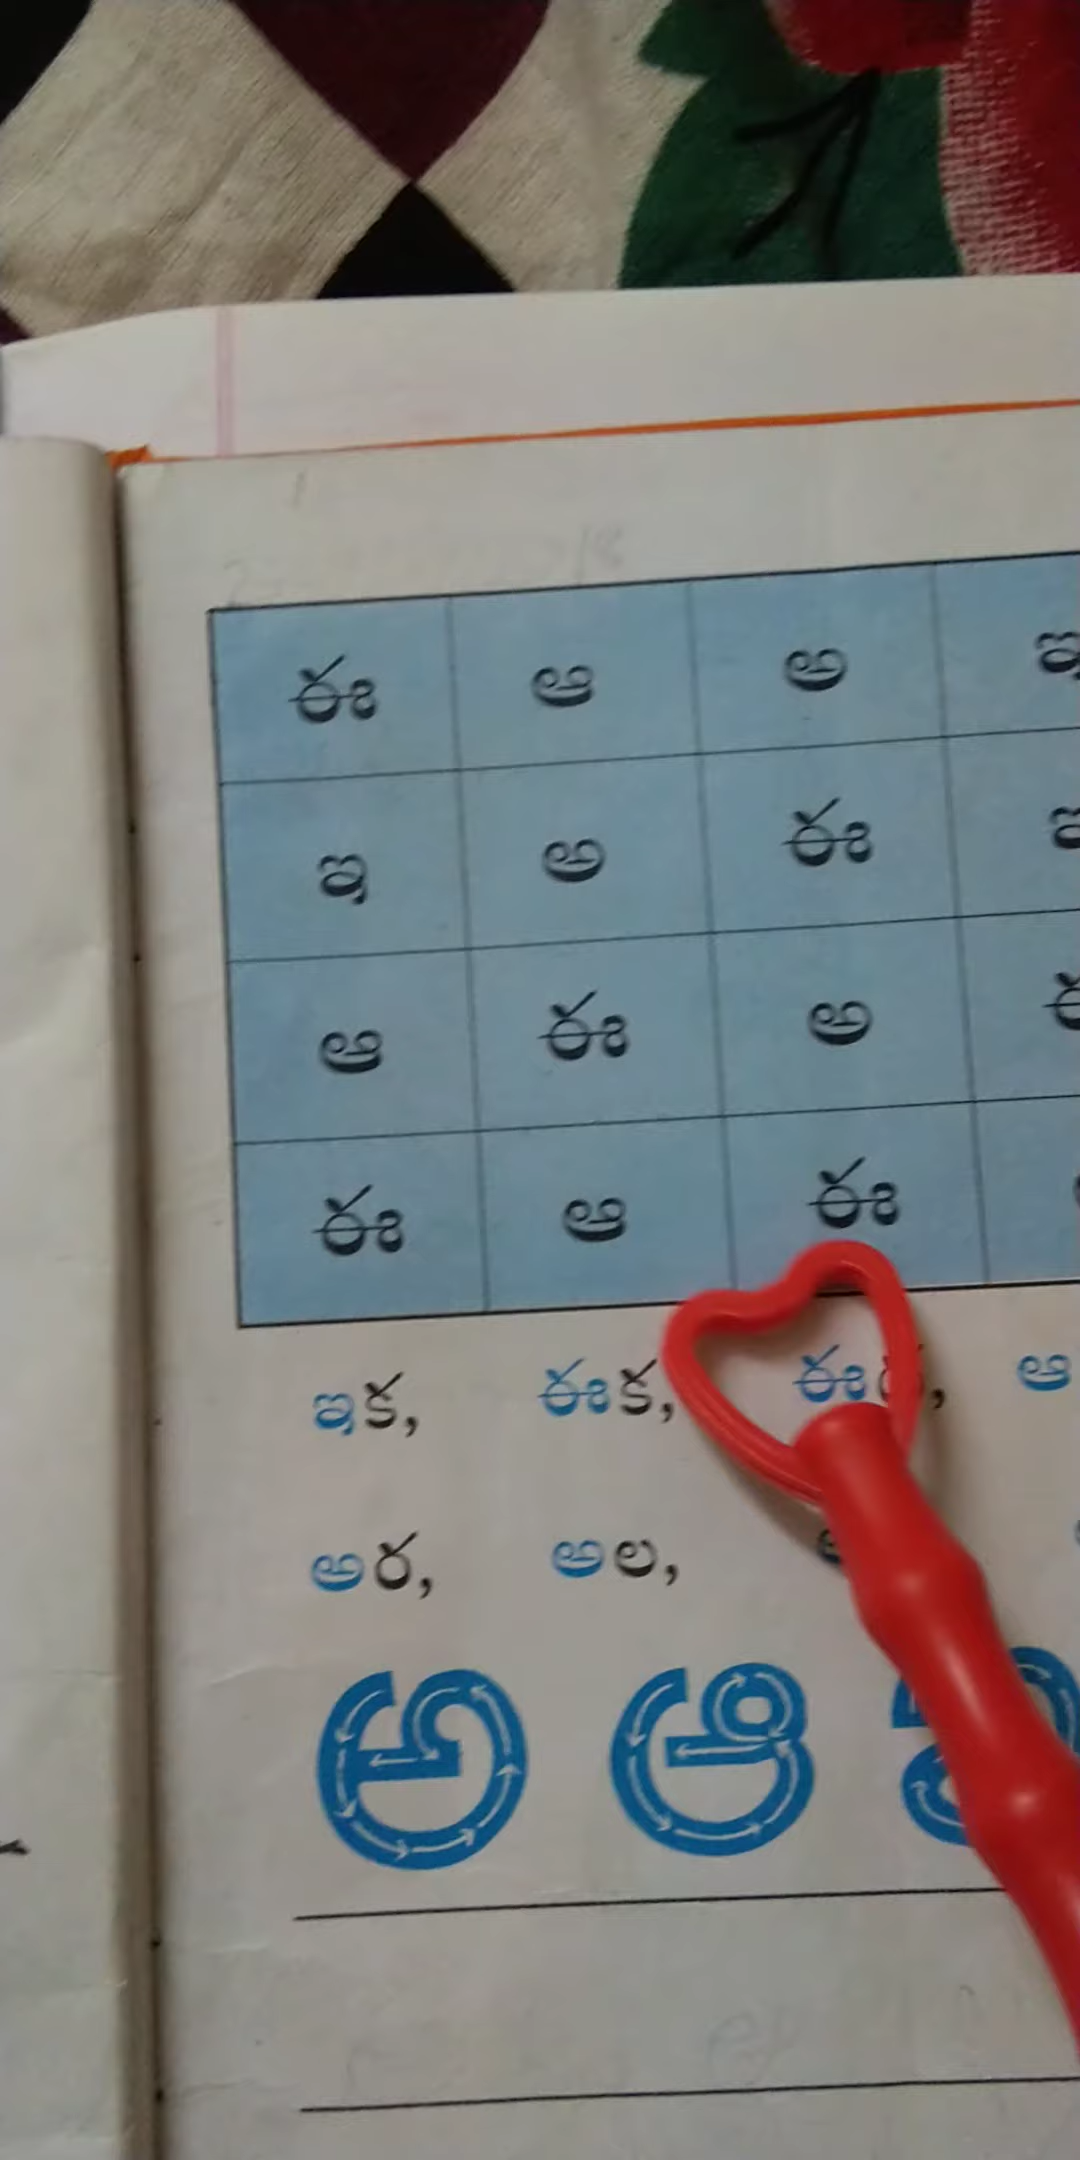 ఈ ఆ అ ఇ
ఇ అ ఈ ఇ
ఆ ఈ అ
ఈ ఆ ఈ
ఇక, ఈక, ఆ
అర, అల,
అ ఆ